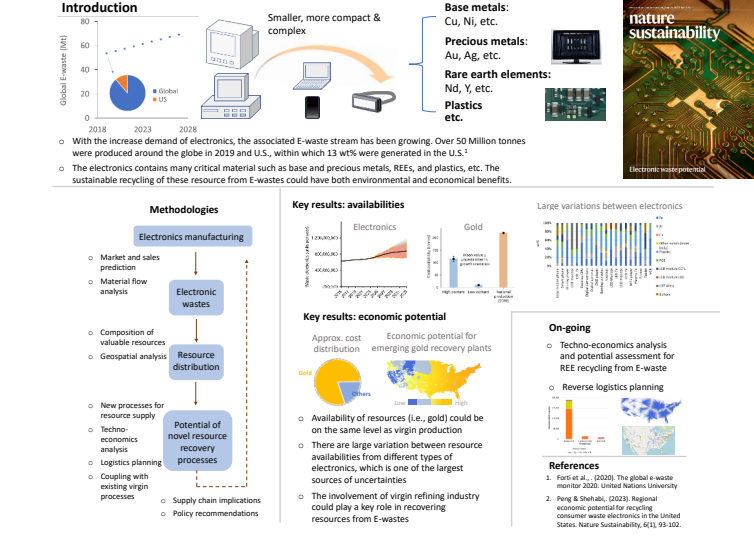 Introduction
80
60
40
20
0
Global E-waste (Mt)
2018
2023
2028
Global
US
Smaller, more compact &
complex
Base metals:
Cu, Ni, etc.
Precious metals:
Au, Ag, etc.
Rare earth elements:
Nd, Y, etc.
Plastics
etc.
nature
sustainability
Electronic waste potential
o With the increase demand of electronics, the associated E-waste stream has been growing. Over 50 Million tonnes
were produced around the globe in 2019 and U.S., within which 13 wt% were generated in the U.S.1
o The electronics contains many critical material such as base and precious metals, REEs, and plastics, etc. The
sustainable recycling of these resource from E-wastes could have both environmental and economical benefits.
Methodologies
Electronics manufacturing
o Market and sales
prediction
o Material flow
analysis
Electronic
wastes
o Composition of
valuable resources
o Geospatial analysis
Resource
distribution
o New processes for
resource supply
o Techno-
economics
analysis
o Logistics planning
o Coupling with
existing virgin
processes
Potential of
novel resource
recovery
processes
o Supply chain implications
o Policy recommendations
Key results: availabilities
Electronics
Gold
High content
Low content
National
production
Large variations between electronics
Key results: economic potential
Approx. cost
distribution
Gold
Others
Economic potential for
emerging gold recovery plants
Low
High
o Availability of resources (i.e., gold) could be
on the same level as virgin production
o There are large variation between resource
availabilities from different types of
electronics, which is one of the largest
sources of uncertainties
o The involvement of virgin refining industry
could play a key role in recovering
resources from E-wastes
On-going
o Techno-economics analysis
and potential assessment for
REE recycling from E-waste
o Reverse logistics planning
References
1. Forti et al., . (2020). The global e-waste
monitor 2020. United Nations University
2. Peng & Shehabi,. (2023). Regional
economic potential for recycling
consumer waste electronics in the United
States. Nature Sustainability, 6(1), 93-102.